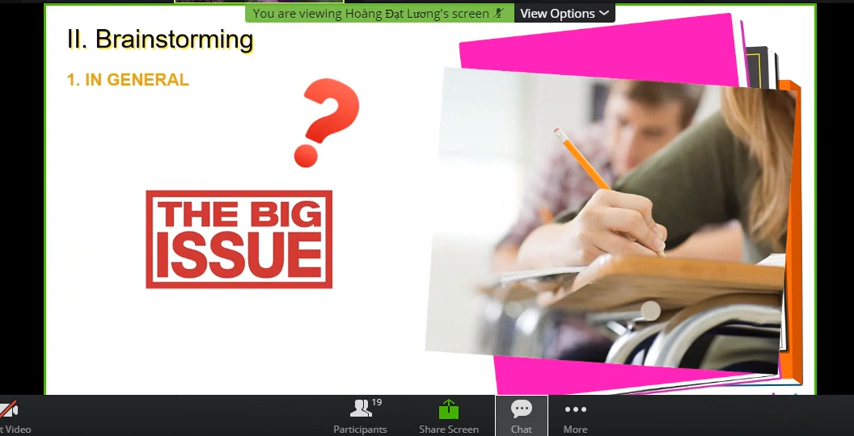 You are viewing Hoàng Đạt Lương's screen
View Options
II. Brainstorming
1. IN GENERAL
THE BIG
ISSUE
t Video
19
Participants
Share Screen
Chat
More